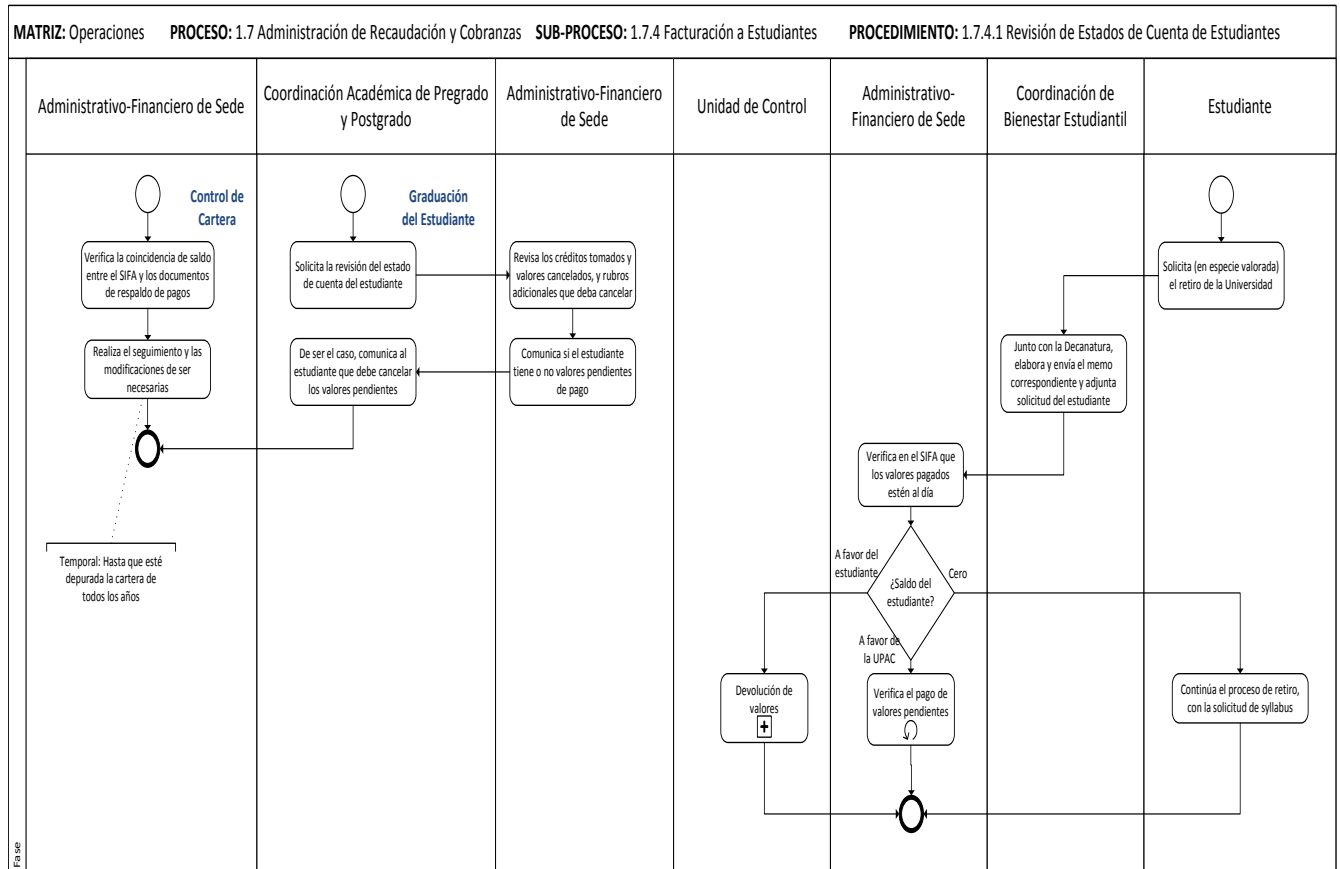 MATRIZ: Operaciones PROCESO: 1.7 Administración de Recaudación y Cobranzas SUB-PROCESO: 1.7.4 Facturación a Estudiantes PROCEDIMIENTO: 1.7.4.1 Revisión de Estados de Cuenta de Estudiantes
Administrativo-Financiero de Sede
Coordinación Académica de Pregrado
y Postgrado
Administrativo-Financiero
de Sede
Unidad de Control
Administrativo-
Financiero de Sede
Coordinación de
Bienestar Estudiantil
Estudiante
Control de
Cartera
Verifica la coincidencia de saldo
entre el SIFA y los documentos
de respaldo de pagos
Realiza el seguimiento y las
modificaciones de ser
necesarias
Temporal: Hasta que esté
depurada la cartera de
todos los años
Graduación
del Estudiante
Solicita la revisión del estado
de cuenta del estudiante
Revisa los créditos tomados y
valores cancelados, y rubros
adicionales que deba cancelar
Comunica si el estudiante
tiene o no valores pendientes
de pago
De ser el caso, comunica al
estudiante que debe cancelar
los valores pendientes
Solicita (en especie valorada)
el retiro de la Universidad
Junto con la Decanatura,
elabora y envía el memo
correspondiente y adjunta
solicitud del estudiante
Verifica en el SIFA que
los valores pagados
estén al día
¿Saldo del
estudiante?
A favor del
estudiante
Cero
A favor de
la UPAC
Devolución de
valores
Verifica el pago de
valores pendientes
Continúa el proceso de retiro,
con la solicitud de syllabus
Fase